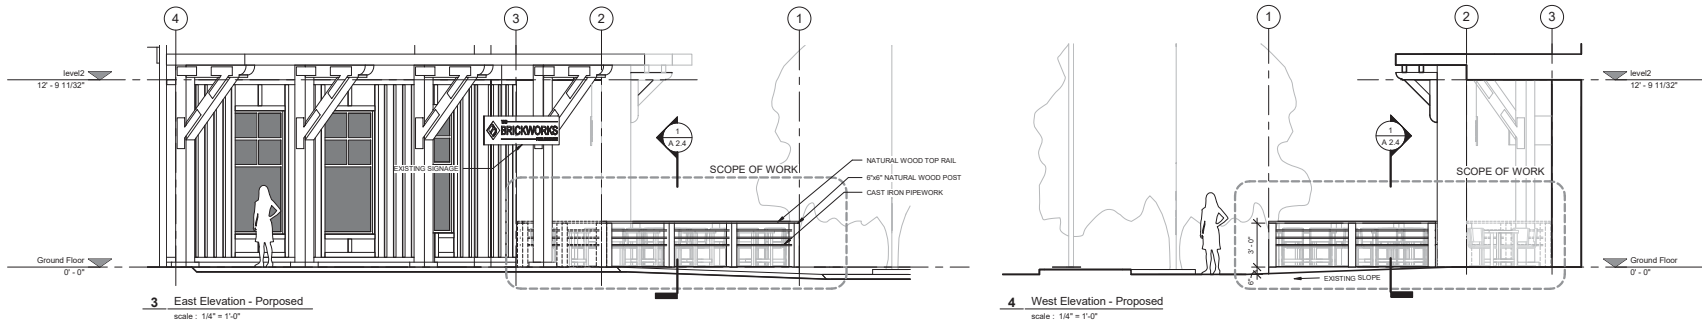 4
3
2
1
level2
12' - 9 11/32"
THE
BRICKWORKS
EXISTING SIGNAGE
1
A 2.4
SCOPE OF WORK
NATURAL WOOD TOP RAIL
6"x6" NATURAL WOOD POST
CAST IRON PIPEWORK
Ground Floor
0' - 0"
3 East Elevation - Porposed
scale : 1/4" = 1'-0"
1
2
3
level2
12' - 9 11/32"
1
A 2.4
SCOPE OF WORK
3' - 0"
6"
EXISTING SLOPE
Ground Floor
0' - 0"
4 West Elevation - Proposed
scale : 1/4" = 1'-0"